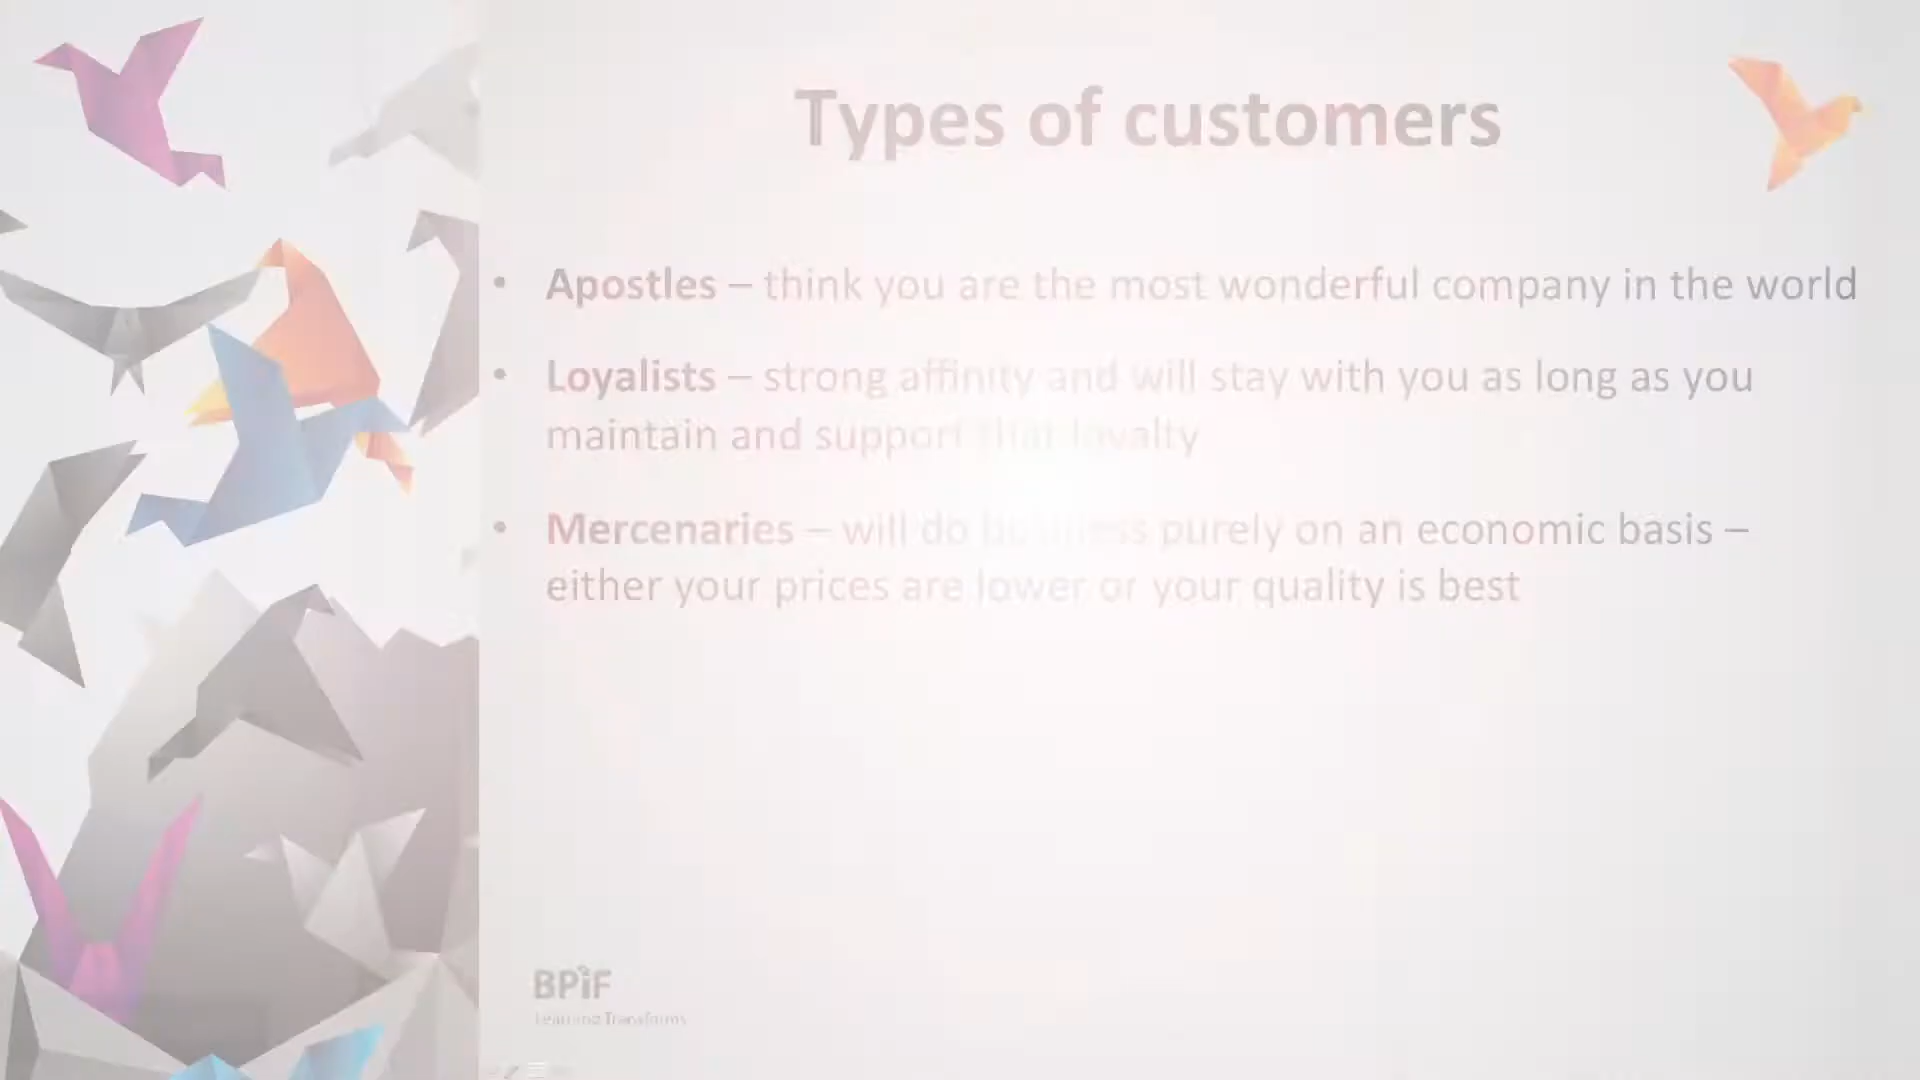 Types of customers
• Apostles – think you are the most wonderful company in the world
• Loyalists – strong affinity and will stay with you as long as you
maintain and support that loyalty
• Mercenaries – will do business purely on an economic basis –
either your prices are lower or your quality is best
BPiF
Learning Transforms